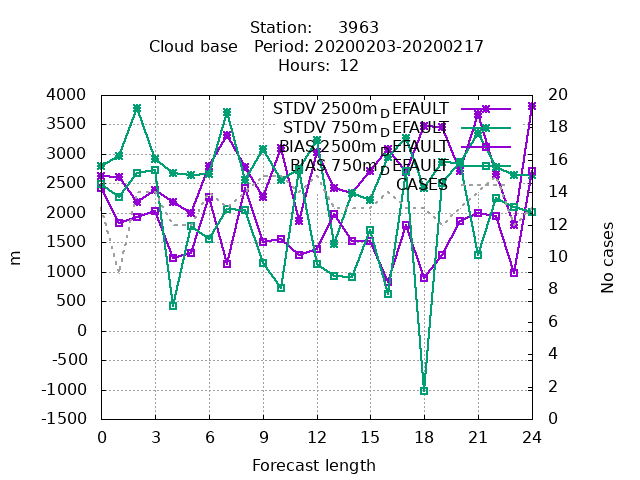 Station: 3963
Cloud base Period: 20200203-20200217
Hours: 12
STDV 2500m_DEFAULT
STDV 750m_DEFAULT
BIAS 2500m_DEFAULT
BIAS 750m_DEFAULT
CASES
4000
3500
3000
2500
2000
1500
1000
500
0
-500
-1000
-1500
m
20
18
16
14
12
10
8
6
4
2
0
No cases
0 3 6 9 12 15 18 21 24
Forecast length